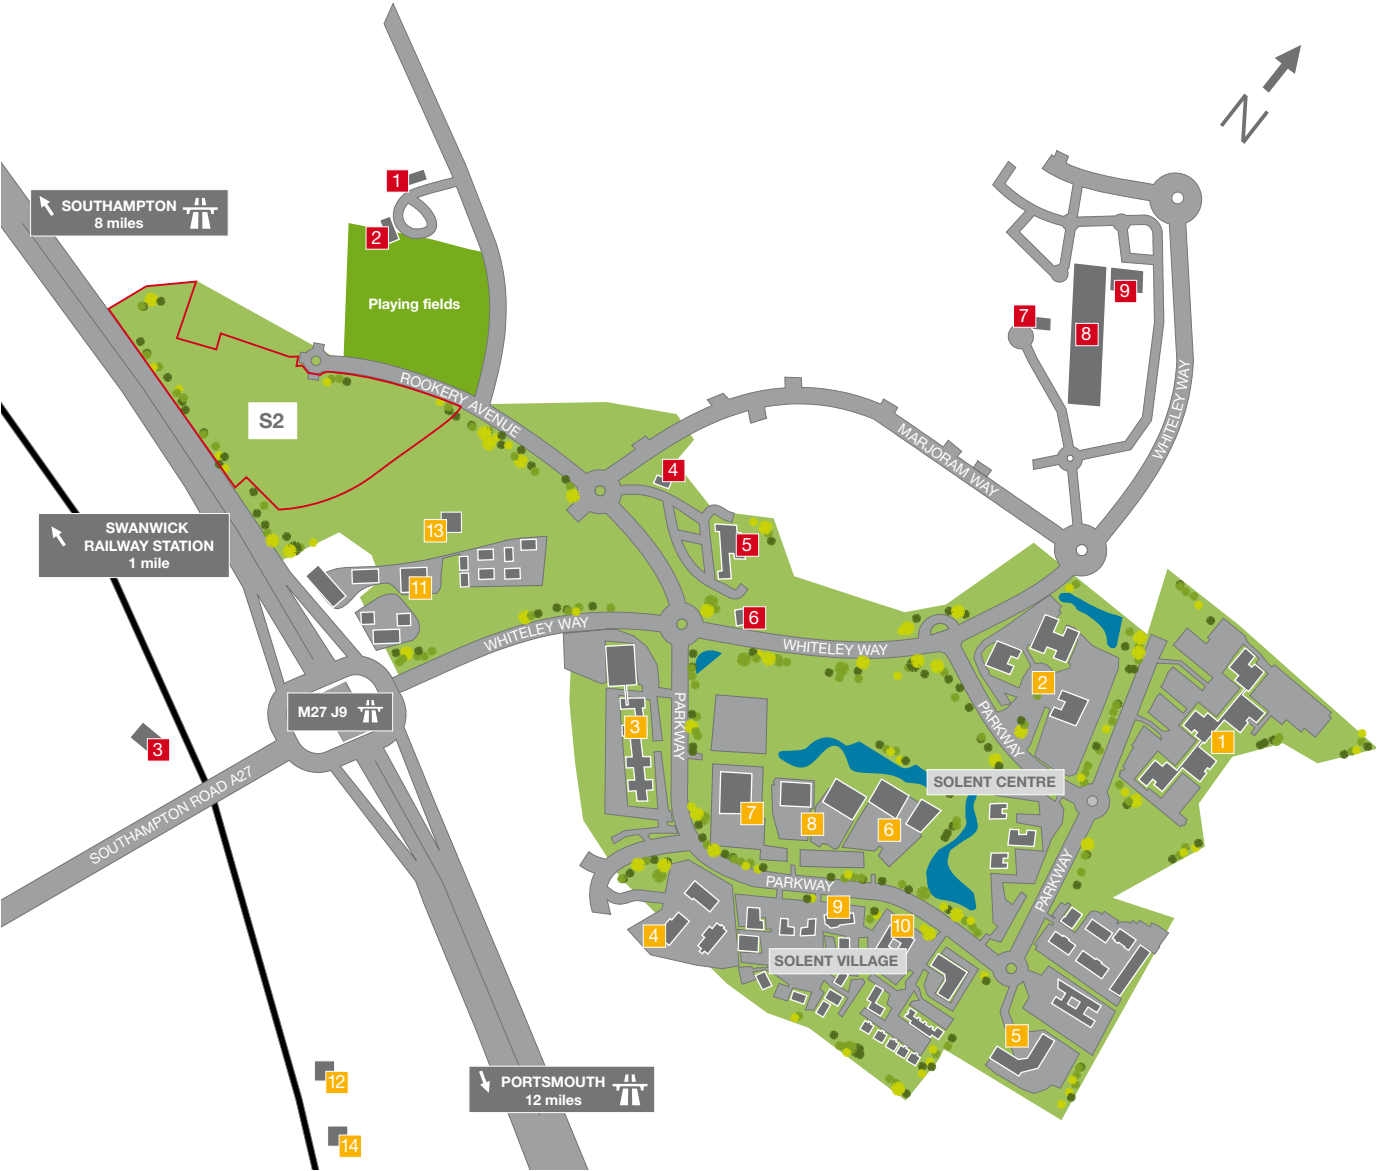 N
1
SOUTHAMPTON
8 miles
2
Playing fields
9
7
8
ROOKERY AVENUE
WHITELEY WAY
S2
MARJORAM WAY
4
SWANWICK
RAILWAY STATION
1 mile
13
5
11
6
WHITELEY WAY
WHITELEY WAY
2
M27 J9
3
PARKWAY
PARKWAY
1
3
SOLENT CENTRE
SOUTHAMPTON ROAD A27
7
8
6
PARKWAY
PARKWAY
9
10
4
SOLENT VILLAGE
5
12
PORTSMOUTH
12 miles
14